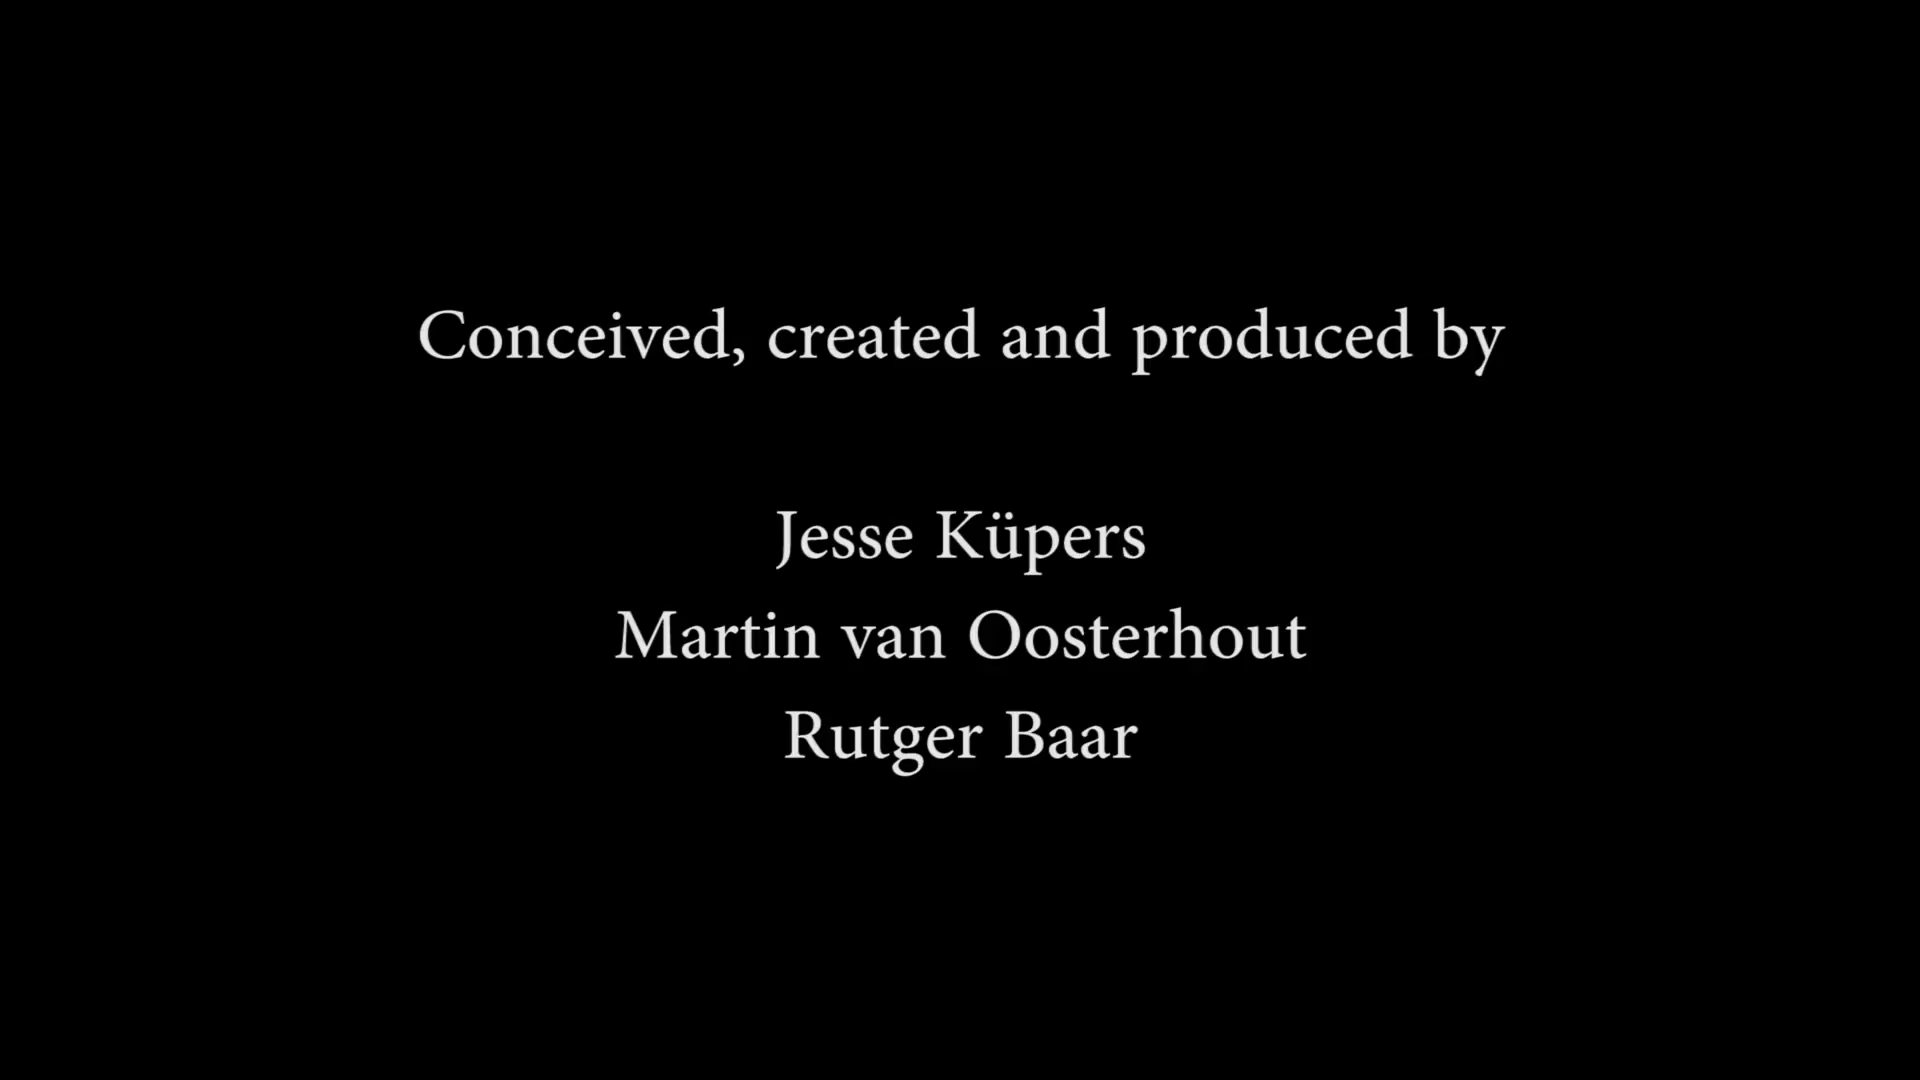 Conceived, created and produced by
Jesse Küpers
Martin van Oosterhout
Rutger Baar